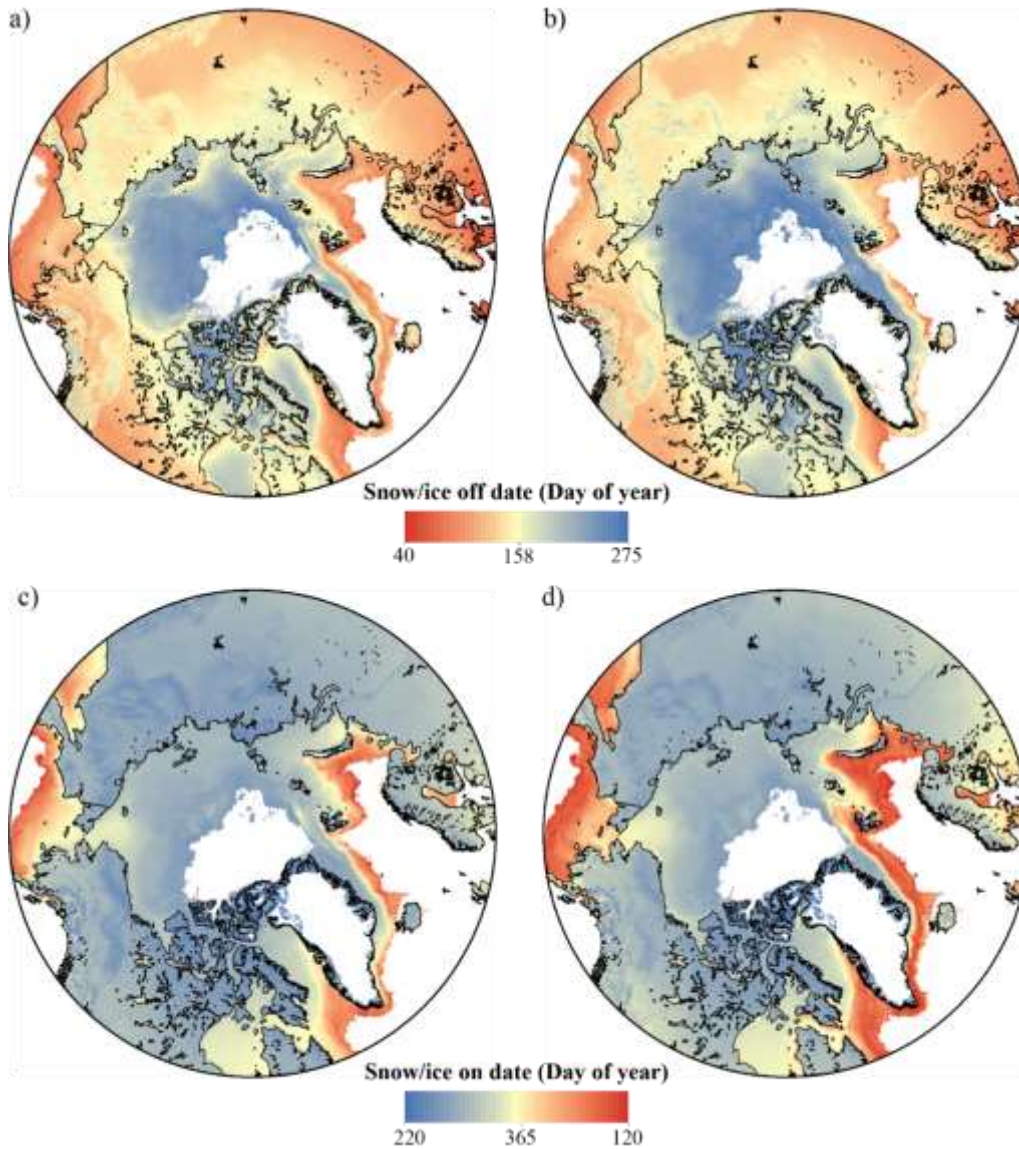 a)
b)
Snow/ice off date (Day of year)
40
158
275
c)
d)
Snow/ice on date (Day of year)
220
365
120